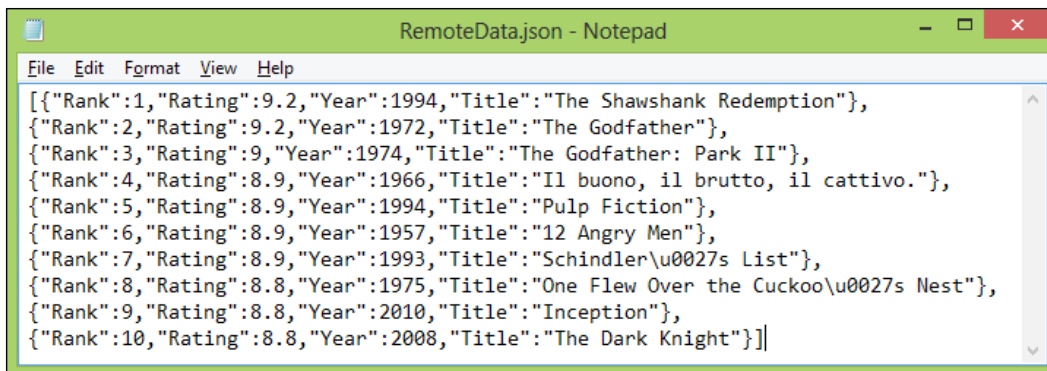 RemoteData.json - Notepad
File Edit Format View Help
[{"Rank":1,"Rating":9.2,"Year":1994,"Title":"The Shawshank Redemption"},
{"Rank":2,"Rating":9.2,"Year":1972,"Title":"The Godfather"},
{"Rank":3,"Rating":9,"Year":1974,"Title":"The Godfather: Park II"},
{"Rank":4,"Rating":8.9,"Year":1966,"Title":"Il buono, il brutto, il cattivo."},
{"Rank":5,"Rating":8.9,"Year":1994,"Title":"Pulp Fiction"},
{"Rank":6,"Rating":8.9,"Year":1957,"Title":"12 Angry Men"},
{"Rank":7,"Rating":8.9,"Year":1993,"Title":"Schindler\u0027s List"},
{"Rank":8,"Rating":8.8,"Year":1975,"Title":"One Flew Over the Cuckoo\u0027s Nest"},
{"Rank":9,"Rating":8.8,"Year":2010,"Title":"Inception"},
{"Rank":10,"Rating":8.8,"Year":2008,"Title":"The Dark Knight"}]